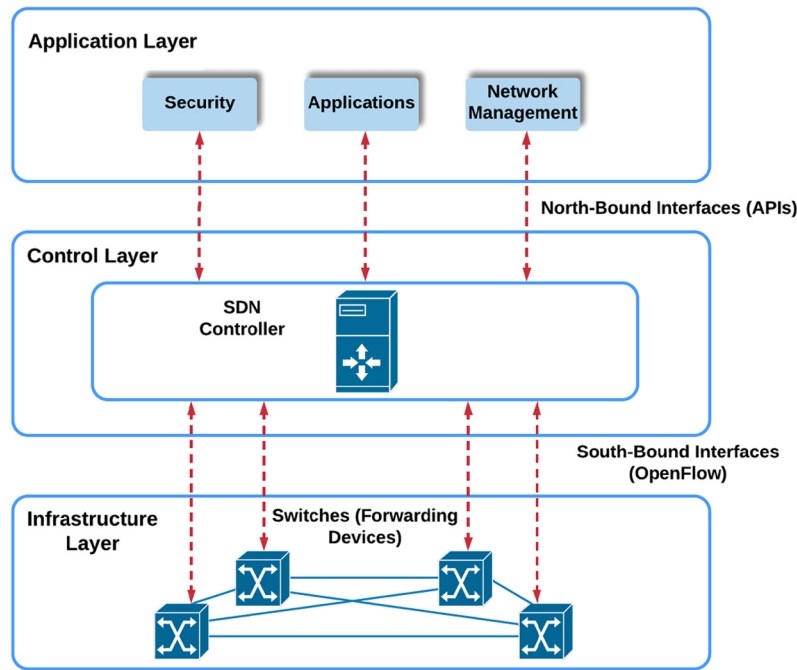 Application Layer
Security
Applications
Network
Management
North-Bound Interfaces (APIs)
Control Layer
SDN
Controller
South-Bound Interfaces
(OpenFlow)
Infrastructure
Layer
Switches (Forwarding
Devices)